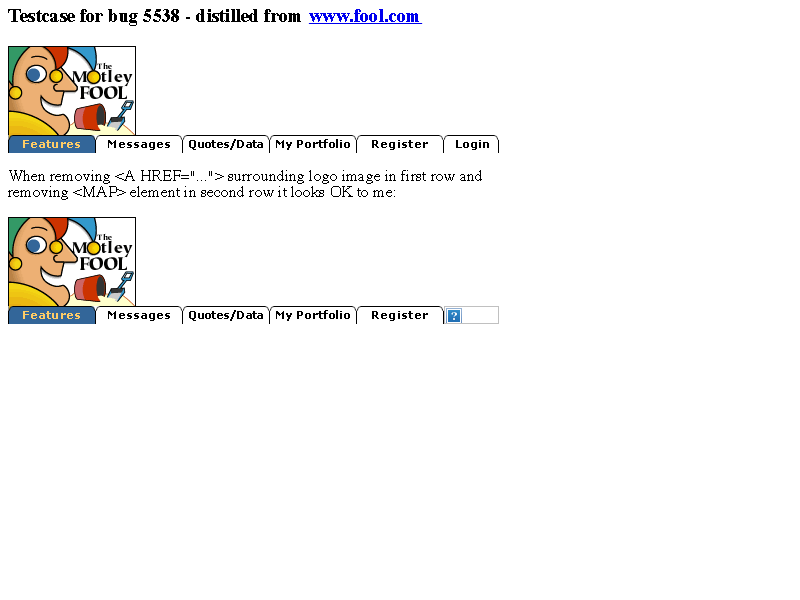 Testcase for bug 5538 - distilled from www.fool.com
The
Motley
FOOL
Features Messages Quotes/Data My Portfolio Register Login
When removing <A HREF="..."> surrounding logo image in first row and
removing <MAP> element in second row it looks OK to me:
The
Motley
FOOL
Features Messages Quotes/Data My Portfolio Register
?